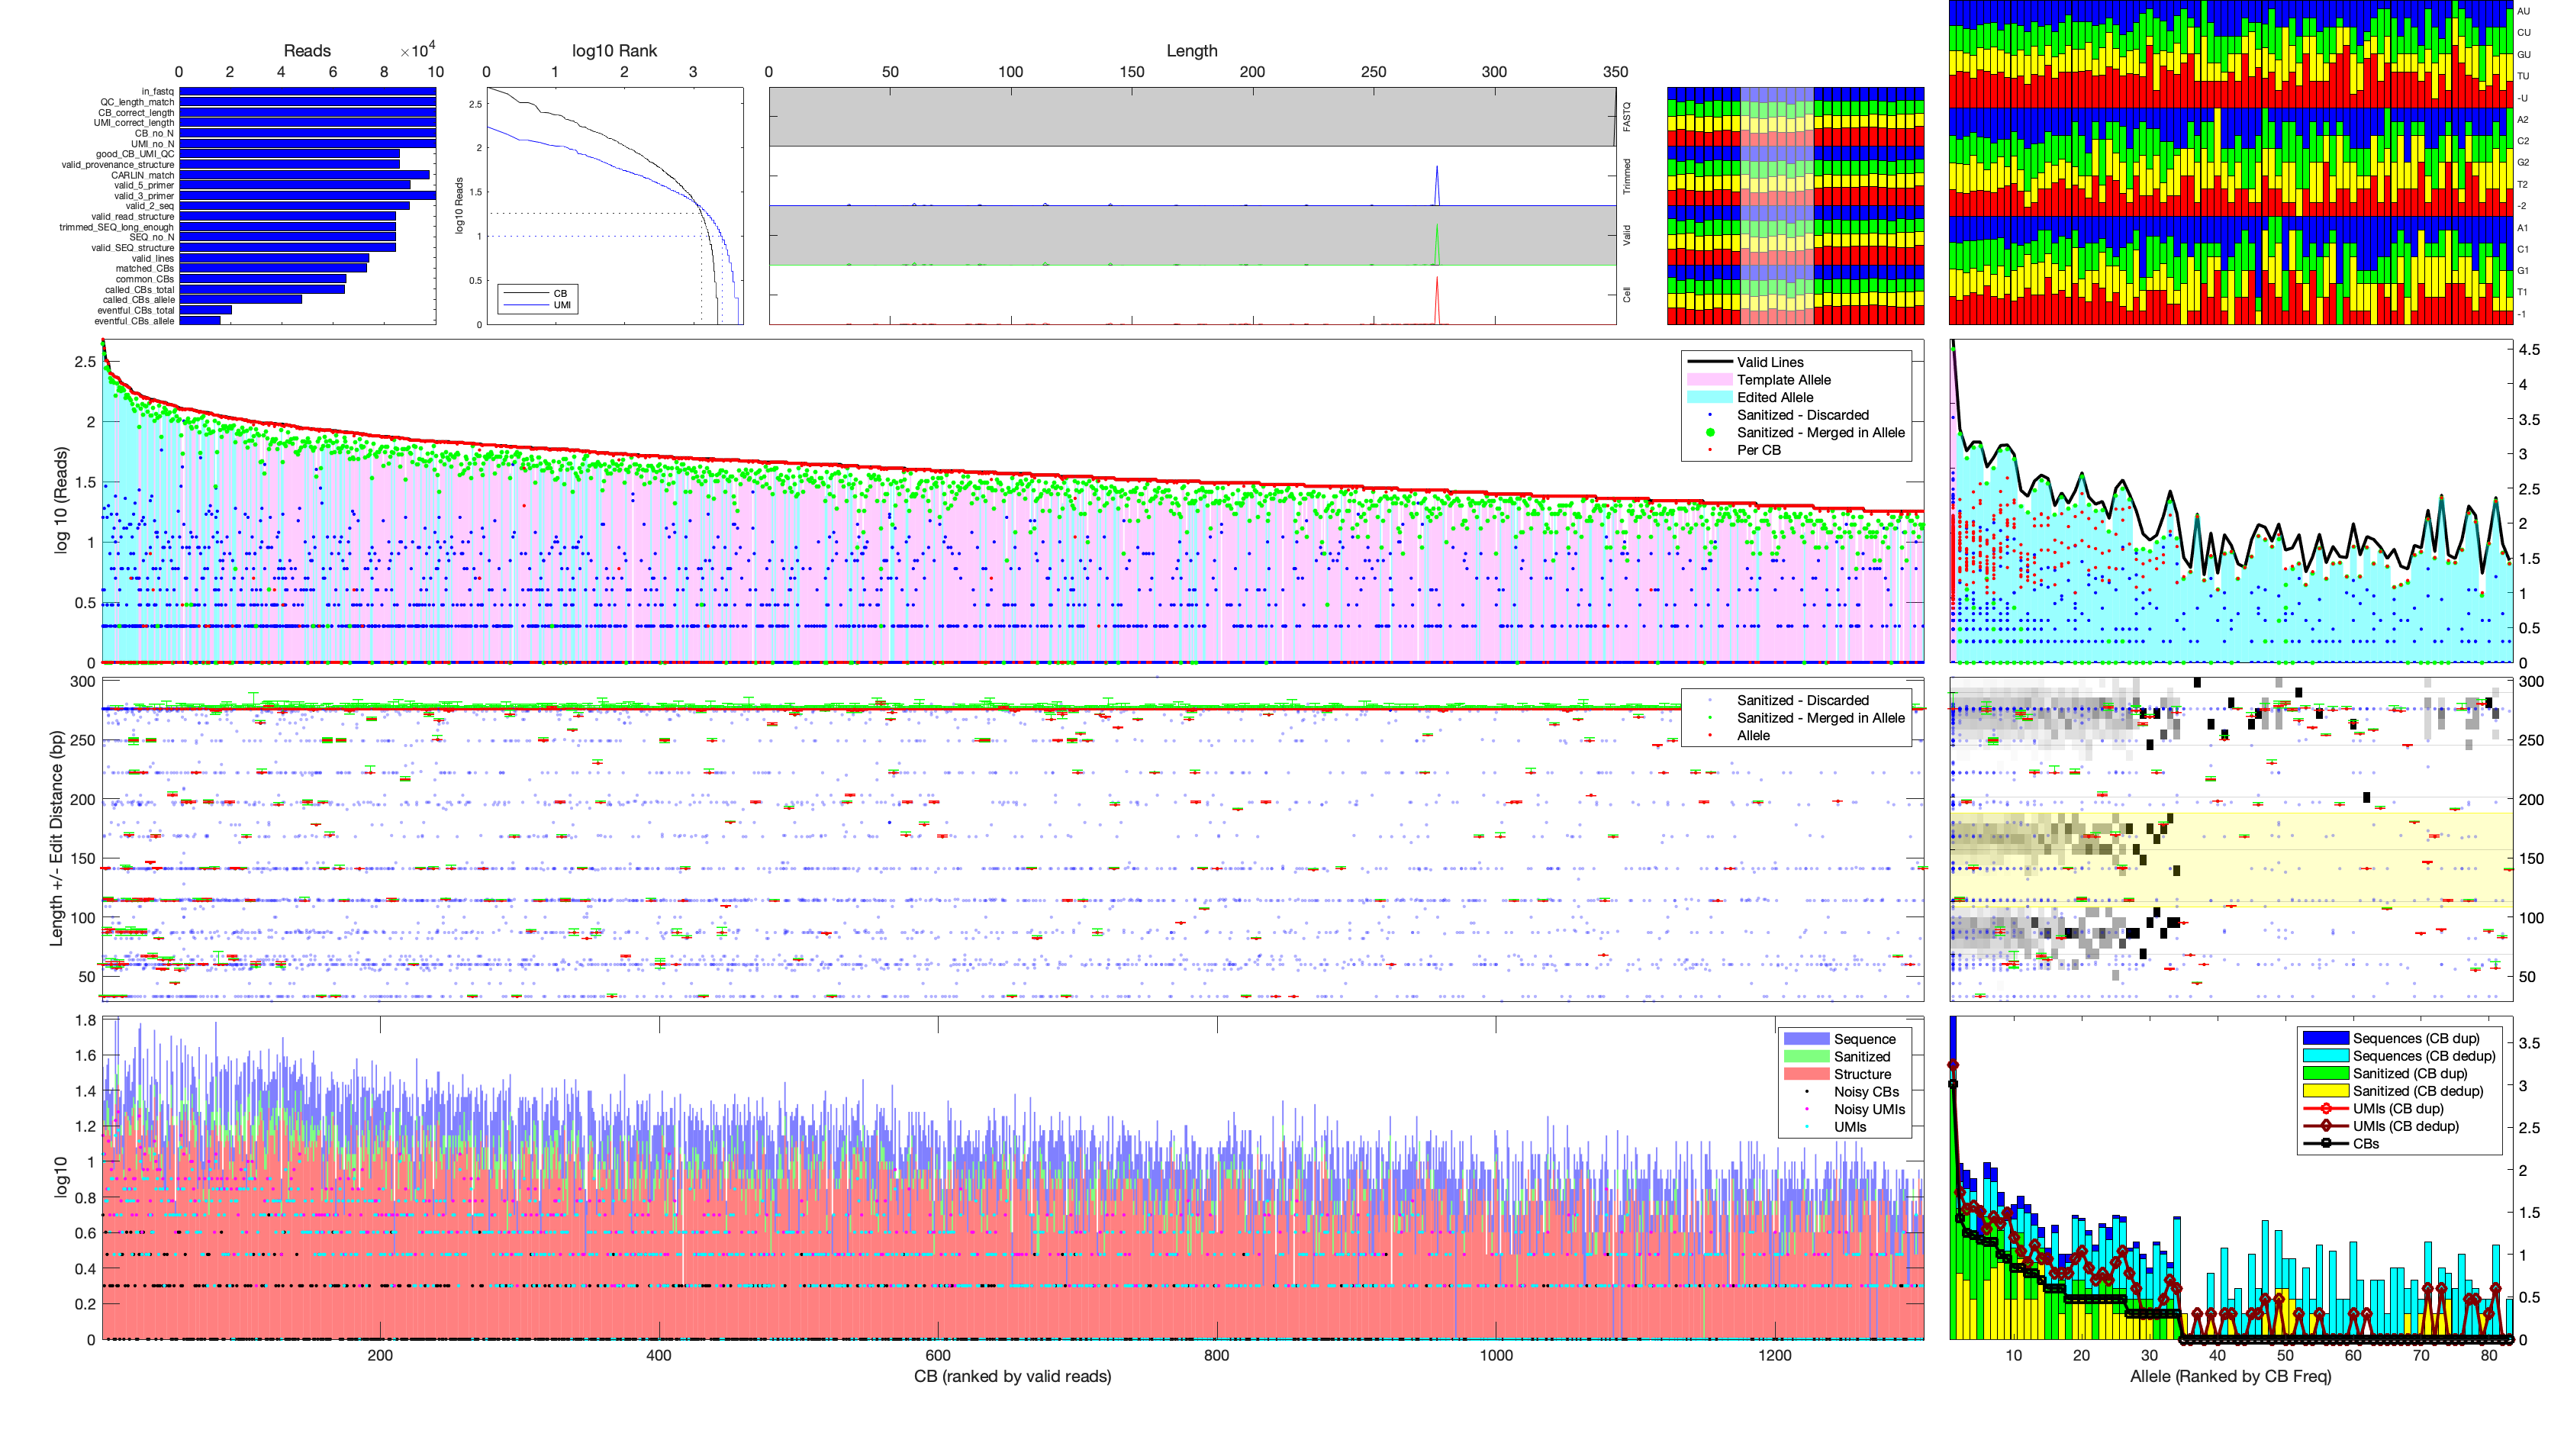 Reads
×10^4
0 2 4 6 8 10
in_fastq
QC_length_match
CB_correct_length
UMI_correct_length
CB_no_N
UMI_no_N
good_CB_UMI_QC
valid_provenance_structure
CARLIN_match
valid_5_primer
valid_3_primer
valid_2_seq
valid_read_structure
trimmed_SEQ_long_enough
SEQ_no_N
valid_SEQ_structure
valid_lines
matched_CBs
common_CBs
called_CBs_total
called_CBs_allele
eventful_CBs_total
eventful_CBs_allele
log10 Rank
0 1 2 3
log10 Reads
2.5
2
1.5
1
0.5
0
CB
UMI
Length
0 50 100 150 200 250 300 350
FASTQ
Trimmed
Valid
Cell
AU
CU
GU
TU
-U
A2
C2
G2
T2
-2
A1
C1
G1
T1
-1
log 10 (Reads)
2.5
2
1.5
1
0.5
0
Valid Lines
Template Allele
Edited Allele
Sanitized - Discarded
Sanitized - Merged in Allele
Per CB
4.5
4
3.5
3
2.5
2
1.5
1
0.5
0
Length +/- Edit Distance (bp)
300
250
200
150
100
50
Sanitized - Discarded
Sanitized - Merged in Allele
Allele
300
250
200
150
100
50
log10
1.8
1.6
1.4
1.2
1
0.8
0.6
0.4
0.2
0
Sequence
Sanitized
Structure
Noisy CBs
Noisy UMIs
UMIs
200 400 600 800 1000 1200
CB (ranked by valid reads)
Sequences (CB dup)
Sequences (CB dedup)
Sanitized (CB dup)
Sanitized (CB dedup)
UMIs (CB dup)
UMIs (CB dedup)
CBs
3.5
3
2.5
2
1.5
1
0.5
0
10 20 30 40 50 60 70 80
Allele (Ranked by CB Freq)